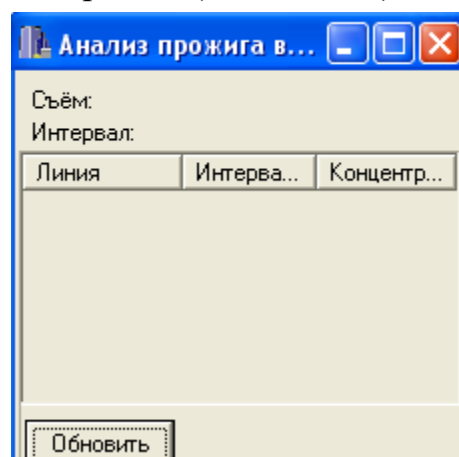 Анализ прожига в...
Съём:
Интервал:
Линия Интерва... Концентр...
Обновить